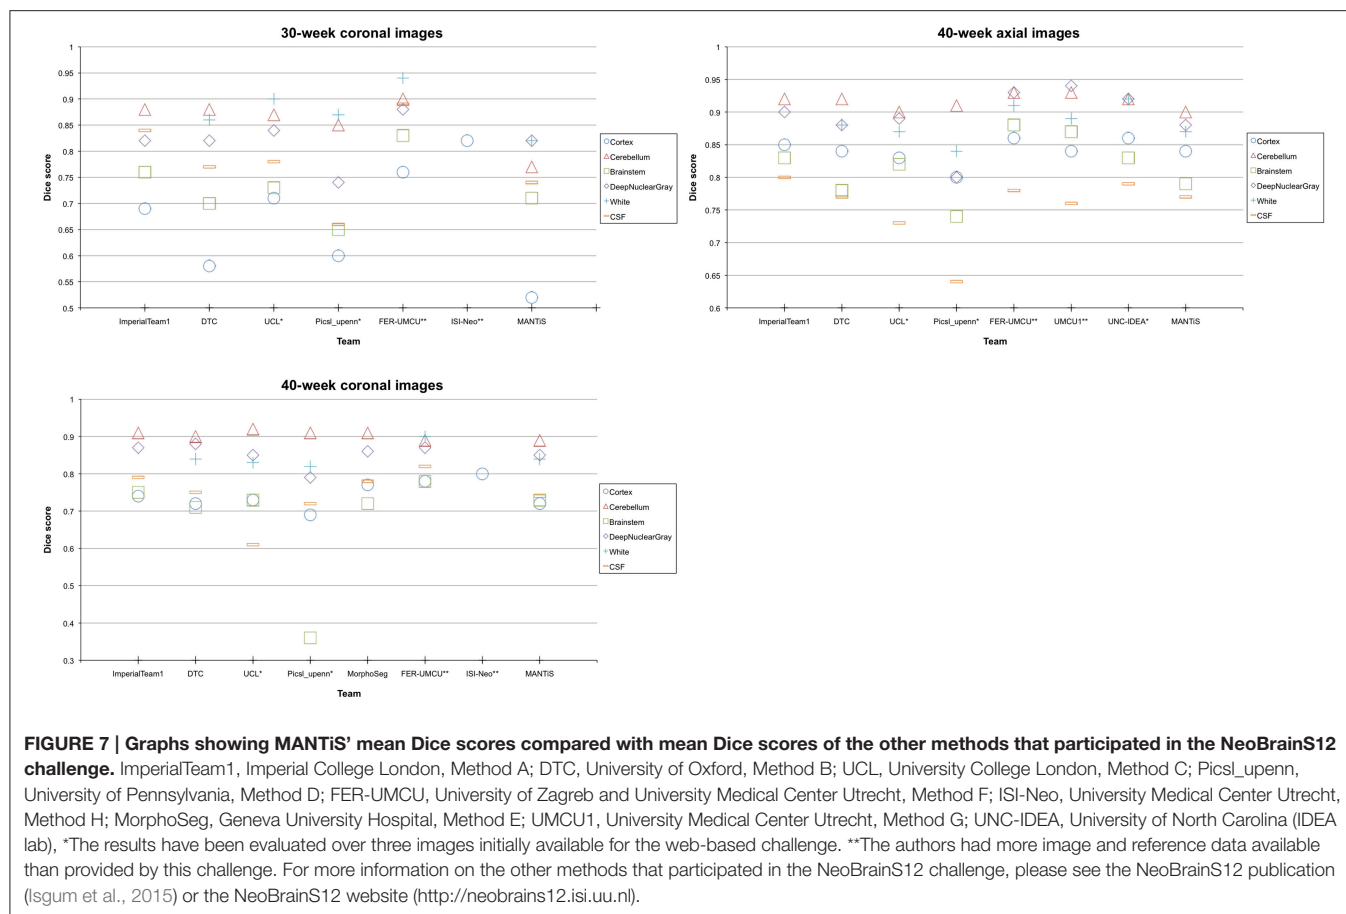 30-week coronal images
1
0.95
0.9
0.85
0.8
0.75
0.7
0.65
0.6
0.55
0.5
Dice score
ImperialTeam1 DTC UCL* Picsl_upenn* FER-UMCU** ISI-Neo** MANTiS
Team
Cortex
Cerebellum
Brainstem
DeepNuclearGray
White
CSF
40-week axial images
1
0.95
0.9
0.85
0.8
0.75
0.7
0.65
0.6
Dice score
ImperialTeam1 DTC UCL* Picsl_upenn* FER-UMCU** UMCU1** UNC-IDEA* MANTiS
Team
Cortex
Cerebellum
Brainstem
DeepNuclearGray
White
CSF
40-week coronal images
1
0.9
0.8
0.7
0.6
0.5
0.4
0.3
Dice score
ImperialTeam1 DTC UCL* Picsl_upenn* MorphoSeg FER-UMCU** ISI-Neo** MANTiS
Team
Cortex
Cerebellum
Brainstem
DeepNuclearGray
White
CSF
FIGURE 7 | Graphs showing MANTiS' mean Dice scores compared with mean Dice scores of the other methods that participated in the NeoBrainS12
challenge. ImperialTeam1, Imperial College London, Method A; DTC, University of Oxford, Method B; UCL, University College London, Method C; Picsl_upenn,
University of Pennsylvania, Method D; FER-UMCU, University of Zagreb and University Medical Center Utrecht, Method F; ISI-Neo, University Medical Center Utrecht,
Method H; MorphoSeg, Geneva University Hospital, Method E; UMCU1, University Medical Center Utrecht, Method G; UNC-IDEA, University of North Carolina (IDEA
lab), *The results have been evaluated over three images initially available for the web-based challenge. **The authors had more image and reference data available
than provided by this challenge. For more information on the other methods that participated in the NeoBrainS12 challenge, please see the NeoBrainS12 publication
(Isgum et al., 2015) or the NeoBrainS12 website (http://neobrains12.isi.uu.nl).